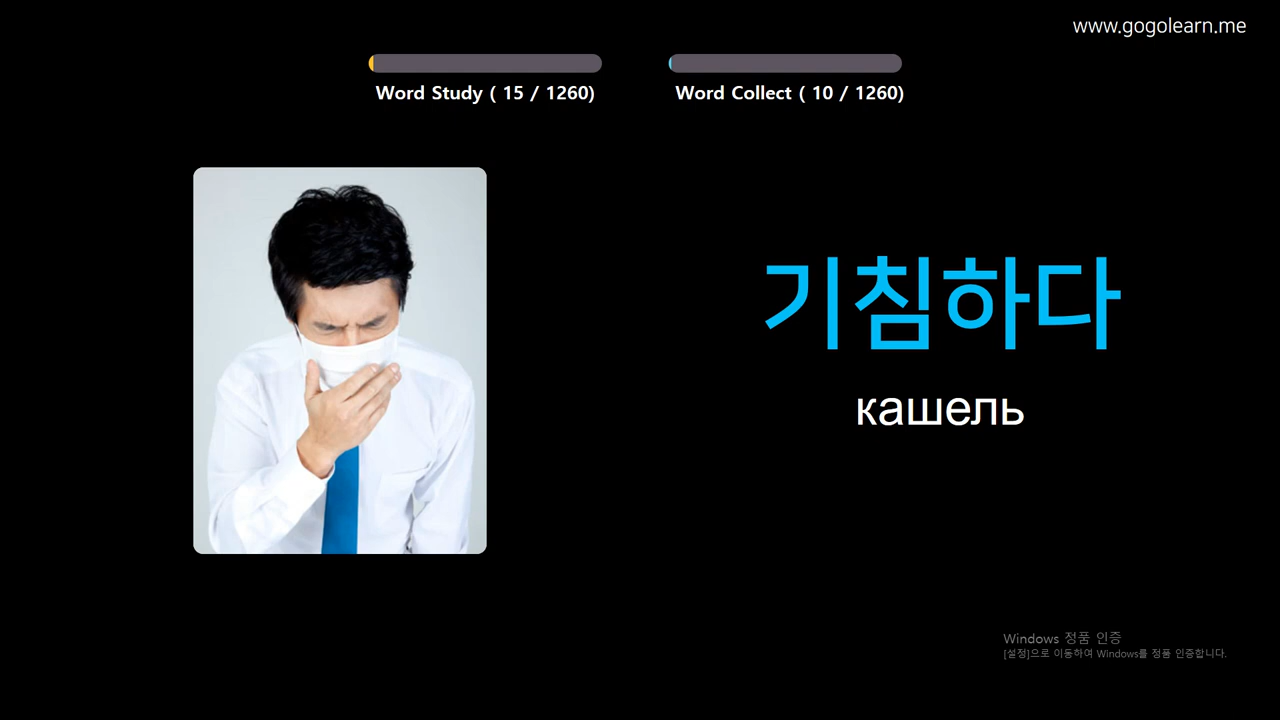 www.gogolearn.me
Word Study ( 15 / 1260)
Word Collect ( 10 / 1260)
기침하다
кашель
Windows 정품 인증
[설정]으로 이동하여 Windows를 정품 인증합니다.